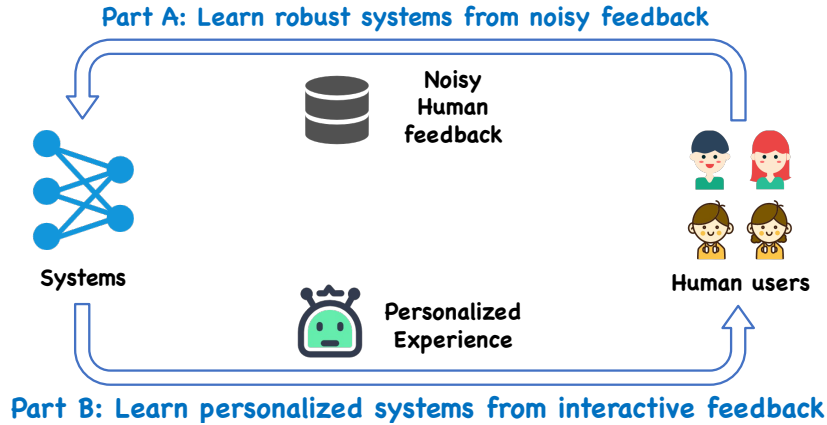 Part A: Learn robust systems from noisy feedback
Noisy
Human
feedback
Systems
Human users
Personalized
Experience
Part B: Learn personalized systems from interactive feedback